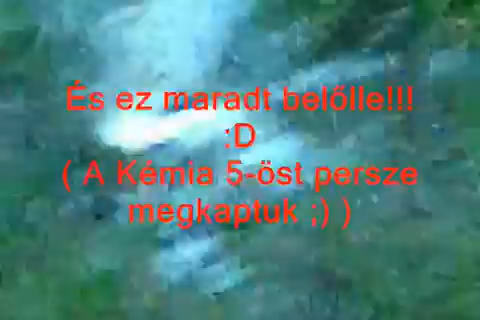 És ez maradt belőlle!!!
:D
( A Kémia 5-öst persze
megkaptuk ;) )